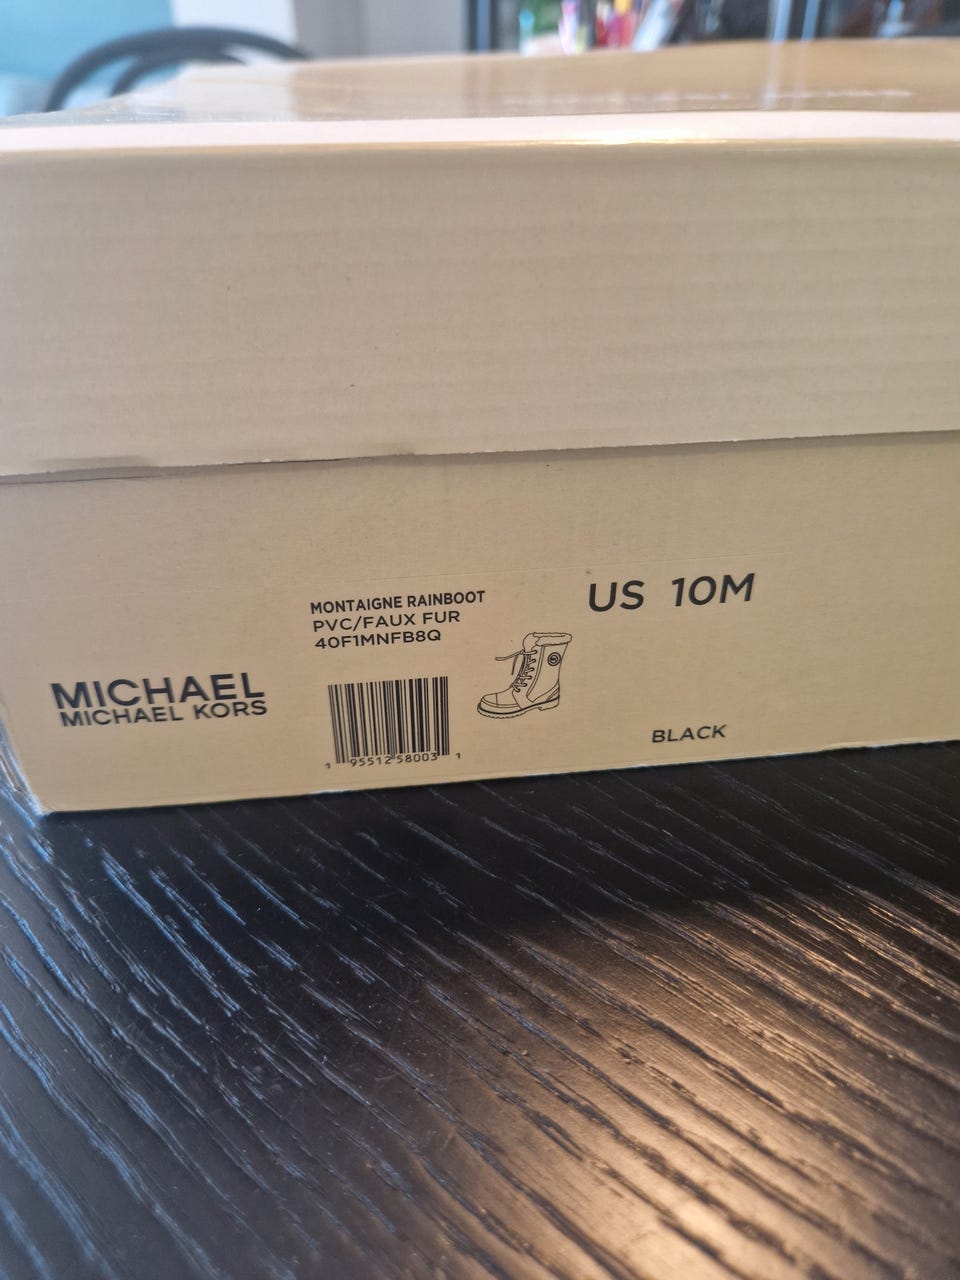 MONTAIGNE RAINBOOT
PVC/FAUX FUR
40F1MNFB8Q
US 10M
MICHAEL
MICHAEL KORS
1 95512 58003 1
BLACK